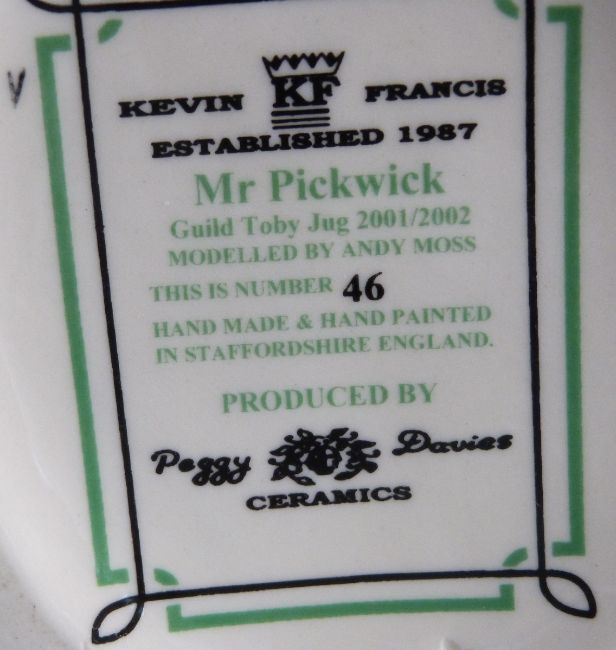 KEVIN KF FRANCIS
ESTABLISHED 1987
Mr Pickwick
Guild Toby Jug 2001/2002
MODELLED BY ANDY MOSS
THIS IS NUMBER 46
HAND MADE & HAND PAINTED
IN STAFFORDSHIRE ENGLAND.
PRODUCED BY
Peggy Davies
CERAMICS
V